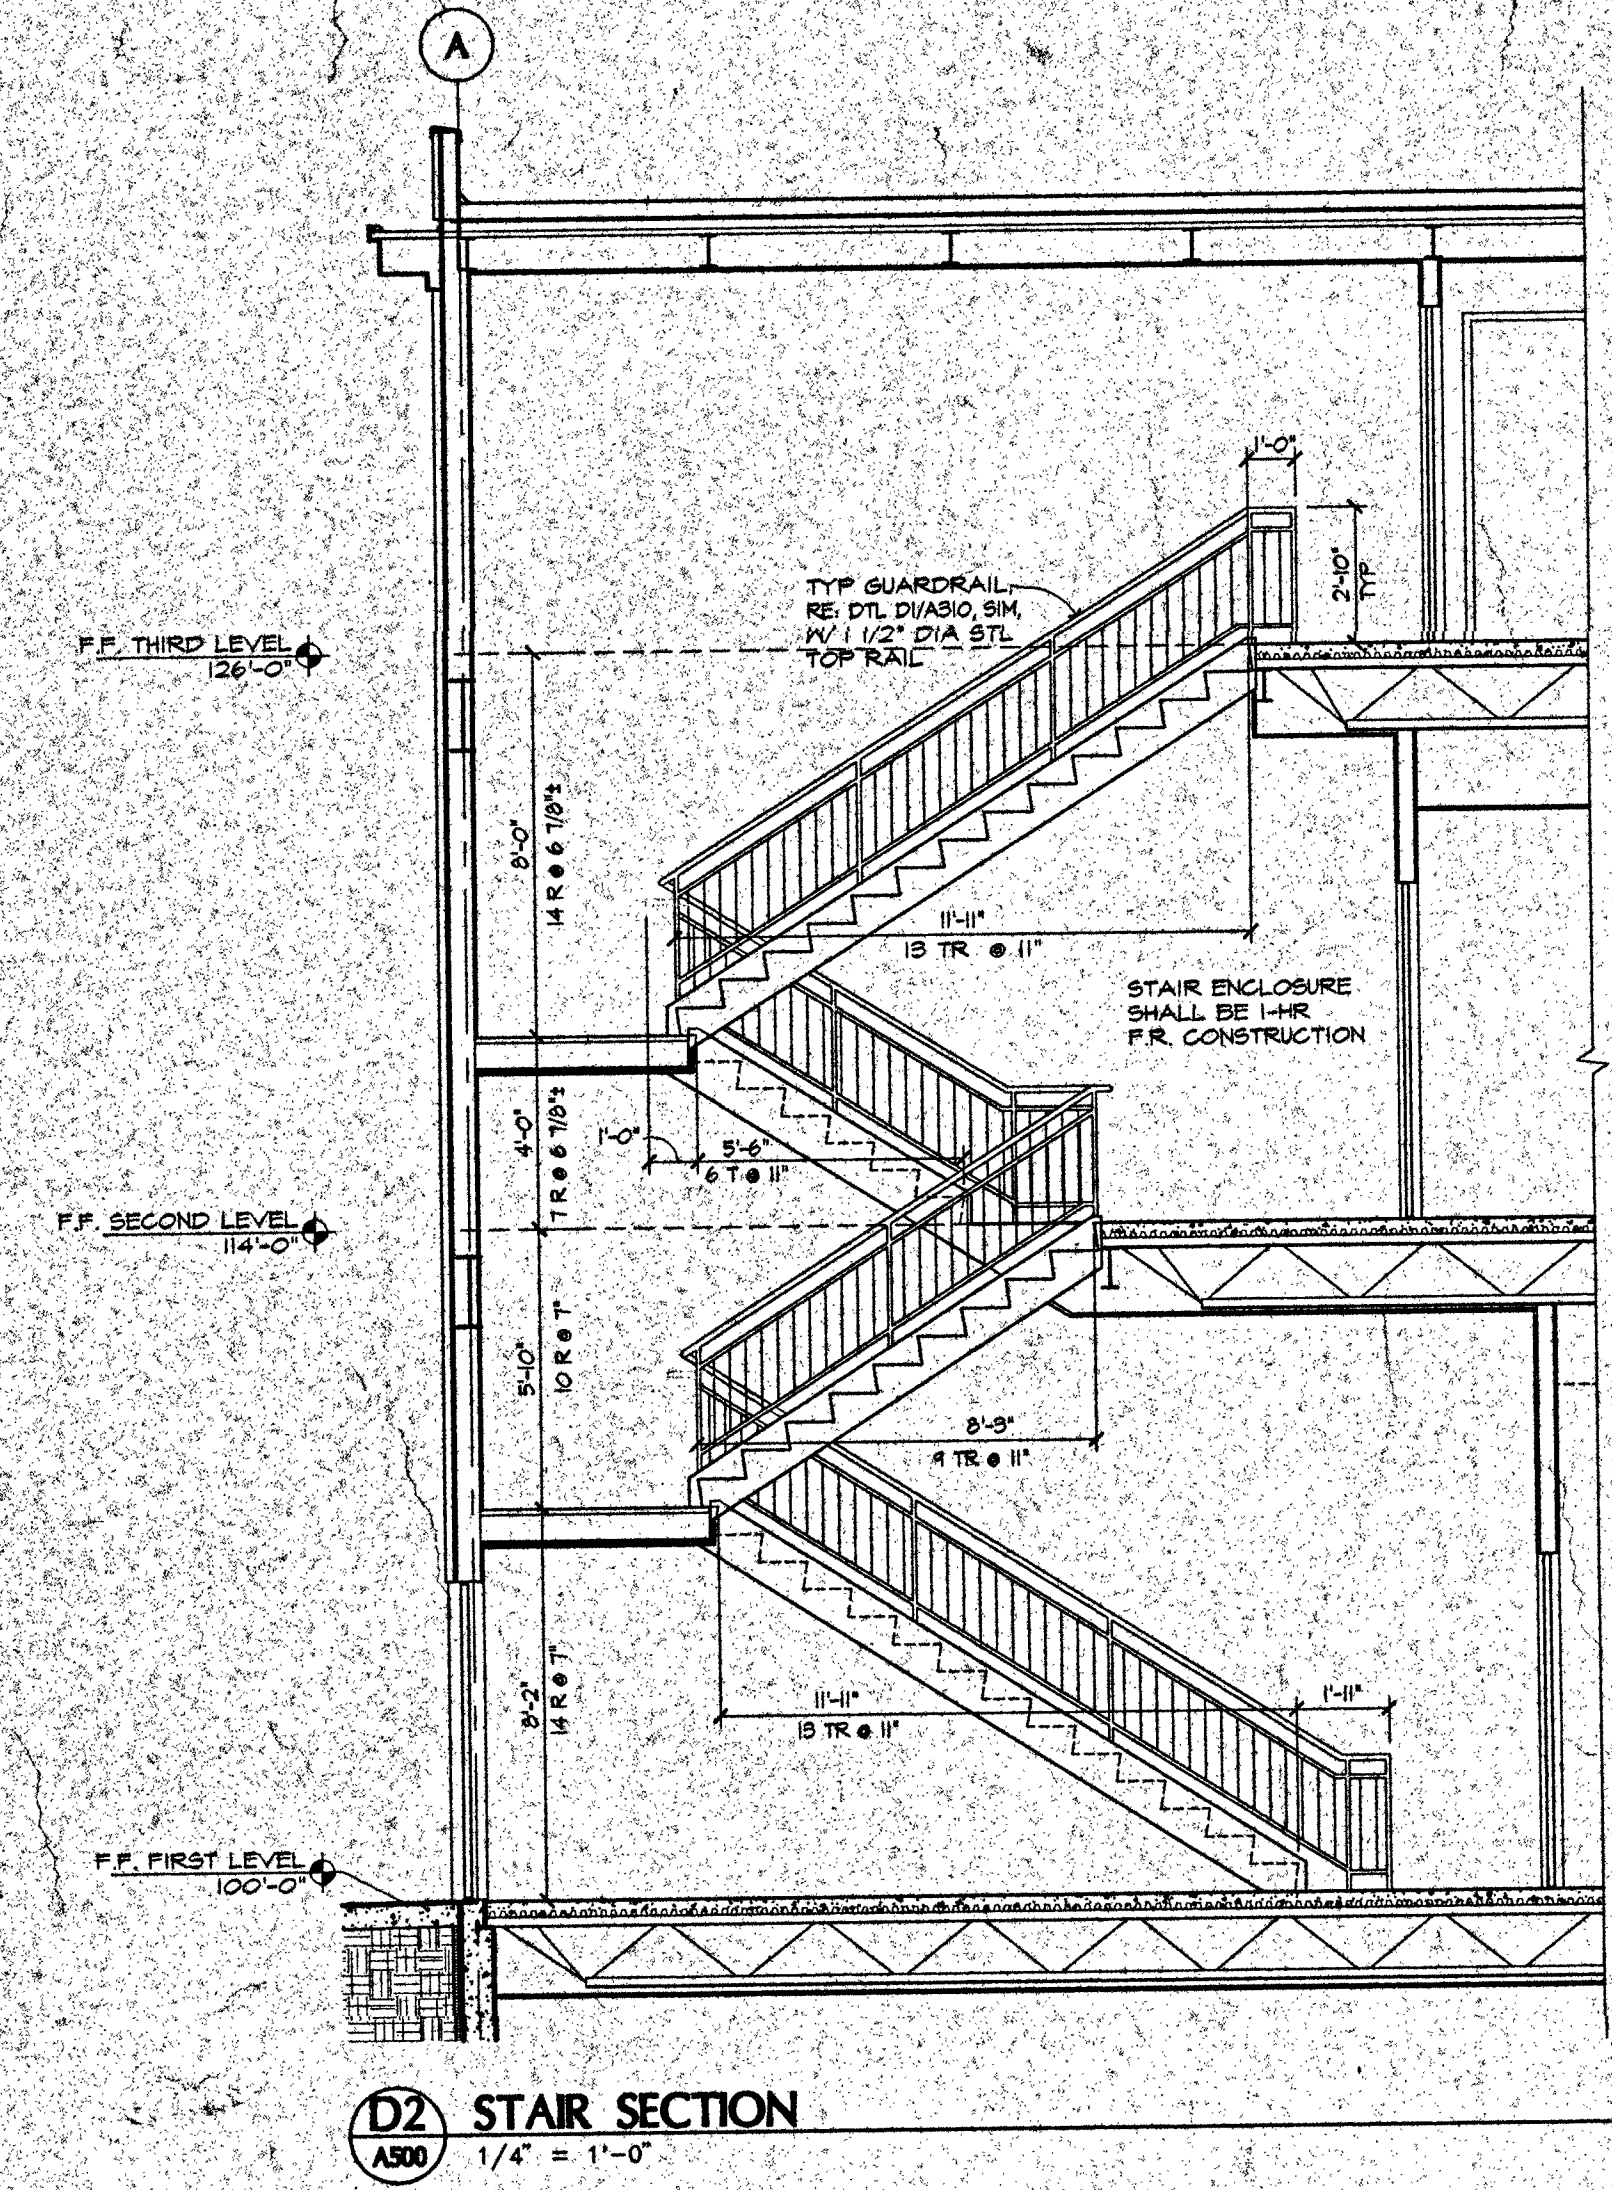 A
1'-0"
2'-10"
TYP
TYP GUARDRAIL,
RE: DTL D1/A310, SIM,
W/ 1 1/2" DIA STL
TOP RAIL
F.F. THIRD LEVEL
126'-0"
8'-0"
14 R @ 6 7/8"±
11'-11"
13 TR @ 11"
STAIR ENCLOSURE
SHALL BE 1-HR
F.R. CONSTRUCTION
4'-0"
7 R @ 6 7/8"±
1'-0"
5'-6"
6 T @ 11"
F.F. SECOND LEVEL
114'-0"
5'-10"
10 R @ 7"
8'-3"
9 TR @ 11"
8'-2"
14 R @ 7"
11'-11"
13 TR @ 11"
1'-11"
F.F. FIRST LEVEL
100'-0"
D2 STAIR SECTION
A500 1/4" = 1'-0"